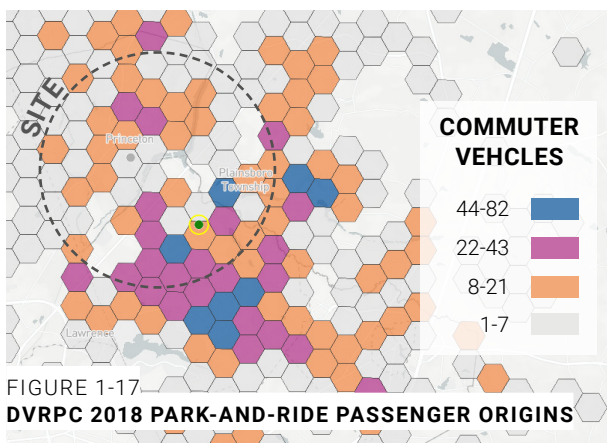 SITE
Princeton
Plainsboro
Township
Lawrence
COMMUTER
VEHCLES
44-82
22-43
8-21
1-7
FIGURE 1-17
DVRPC 2018 PARK-AND-RIDE PASSENGER ORIGINS